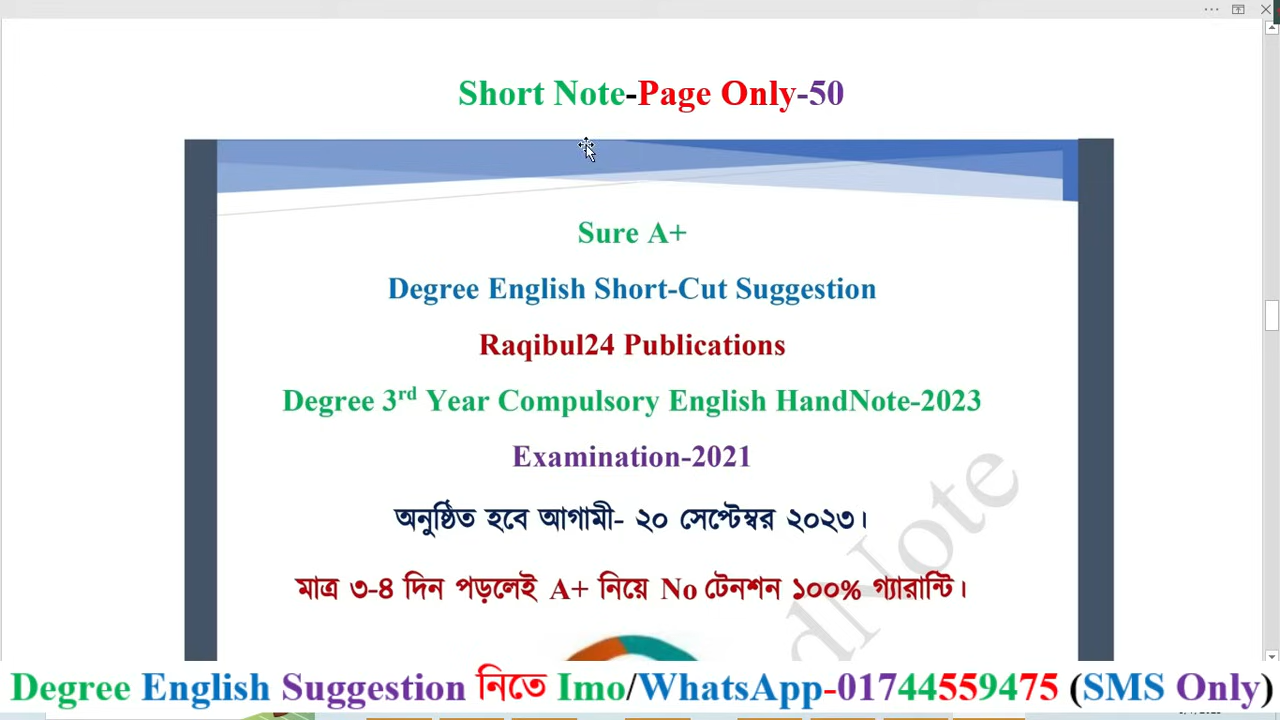 Short Note-Page Only-50
Sure A+
Degree English Short-Cut Suggestion
Raqibul24 Publications
Degree 3rd Year Compulsory English HandNote-2023
Examination-2021
অনুষ্ঠিত হবে আগামী- ২০ সেপ্টেম্বর ২০২৩।
মাত্র ৩-৪ দিন পড়লেই A+ নিয়ে No টেনশন ১০০% গ্যারান্টি।
Degree English Suggestion নিতে Imo/WhatsApp-01744559475 (SMS Only)